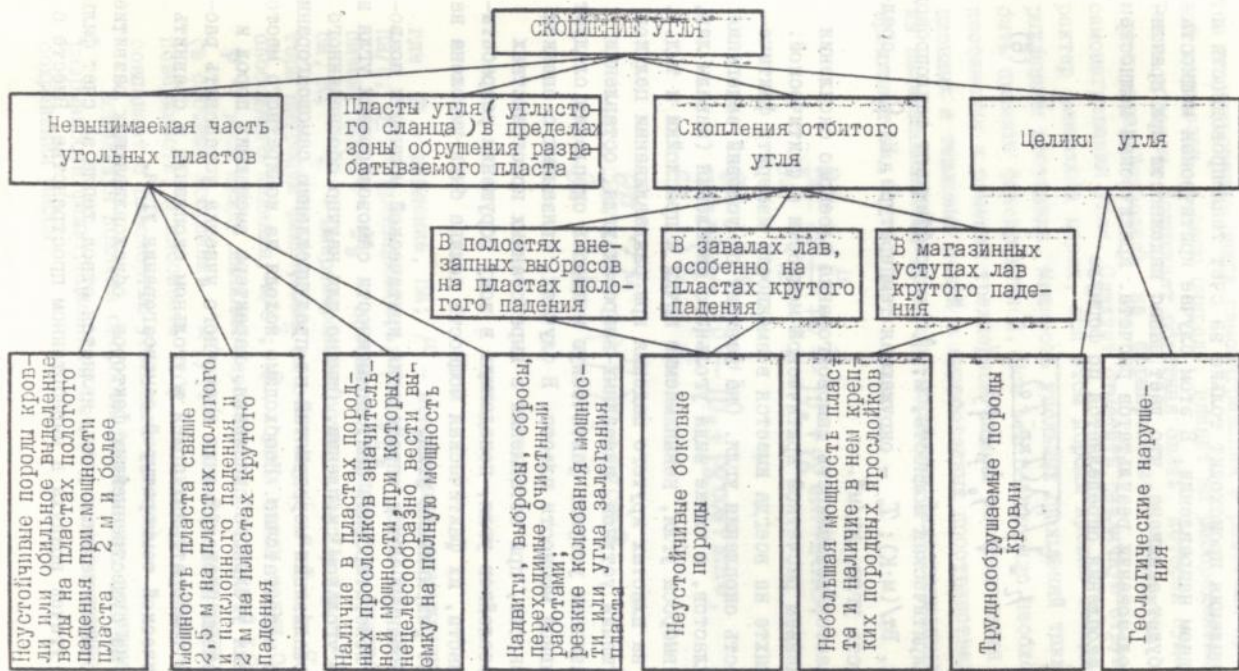 СКОПЛЕНИЕ УГЛЯ
Невынимаемая часть
угольных пластов
Пласты угля ( углисто-
го сланца ) в пределах
зоны обрушения разра-
батываемого пласта
Скопления отбитого
угля
Целики угля
В полостях вне-
запных выбросов
на пластах поло-
гого падения
В завалах лав,
особенно на
пластах крутого
падения
В магазинных
уступах лав
крутого паде-
ния
Неустойчивые породы кров-
ли или обильное выделение
воды на пластах пологого
падения при мощности
пласта 2 м и более
Мощность пласта свыше
2,5 м на пластах пологого
и наклонного падения и
2 м на пластах крутого
падения
Наличие в пластах пород-
ных прослойков значитель-
ной мощности,при которых
нецелесообразно вести вы-
емку на полную мощность
Надвиги, выбросы, сбросы,
переходимые очистными
работами;
резкие колебания мощнос-
ти или угла залегания
пласта
Неустойчивые боковые
породы
Небольшая мощность плас-
та и наличие в нем креп-
ких породных прослойков
Труднообрушаемые породы
кровли
Геологические наруше-
ния